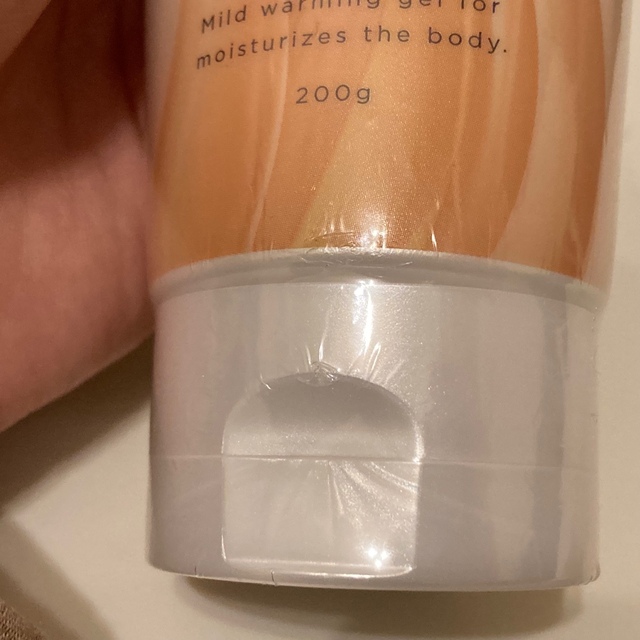 Mild warming gel for
moisturizes the body.
200g